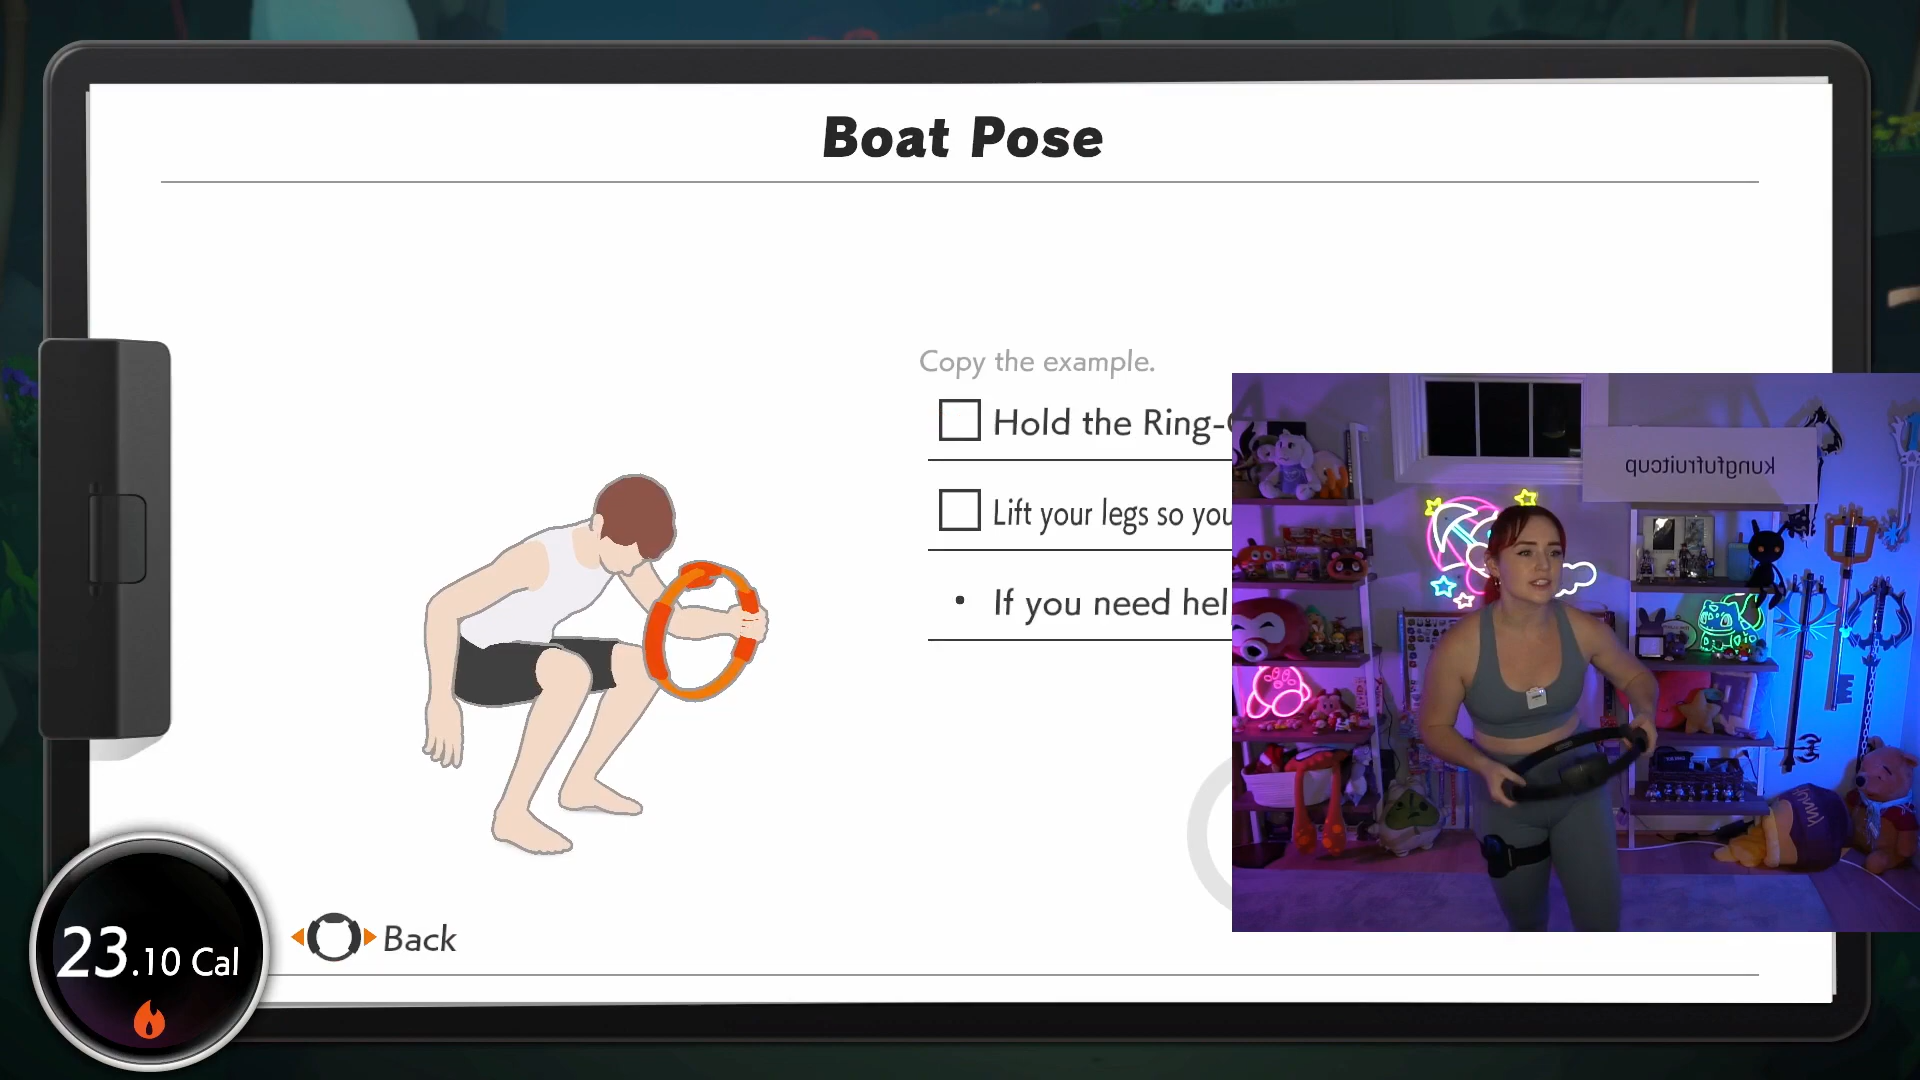 Boat Pose
Copy the example.
Hold the Ring-
Lift your legs so you
If you need hel
kungfufruitcup
Back
23.10 Cal